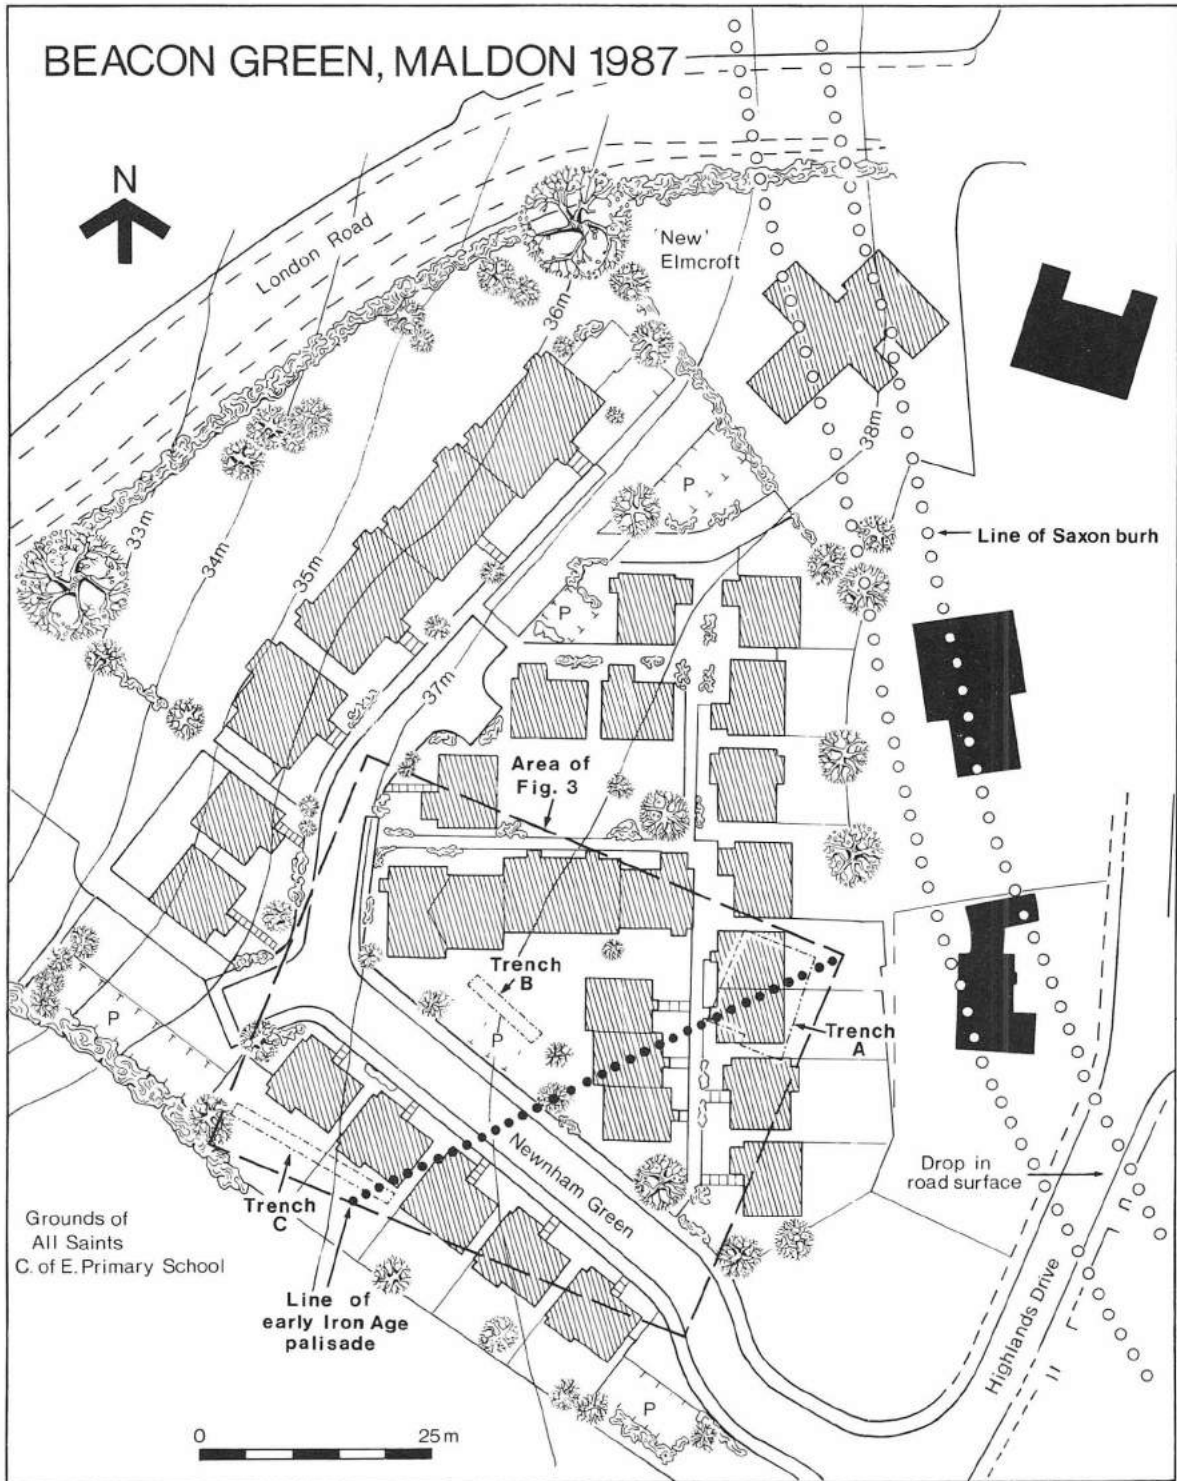 BEACON GREEN, MALDON 1987
N
London Road
'New'
Elmcroft
36m
38m
P
Line of Saxon burh
33m
34m
35m
P
37m
Area of
Fig. 3
Trench
B
P
Trench
A
P
Newnham Green
Drop in
road surface
Trench
C
Grounds of
All Saints
C. of E. Primary School
Line of
early Iron Age
palisade
Highlands Drive
P
0 25m